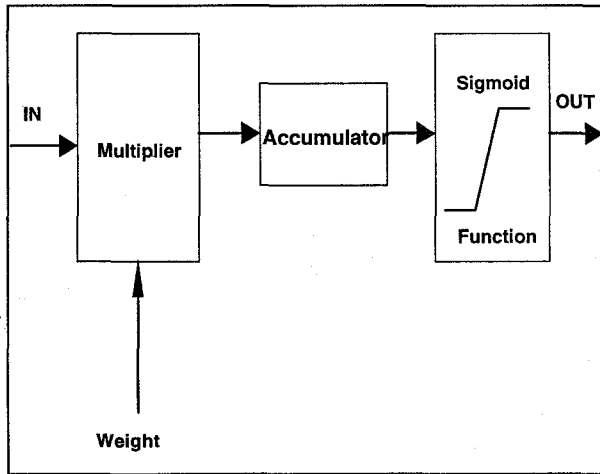 IN
Multiplier
Accumulator
Sigmoid
Function
OUT
Weight